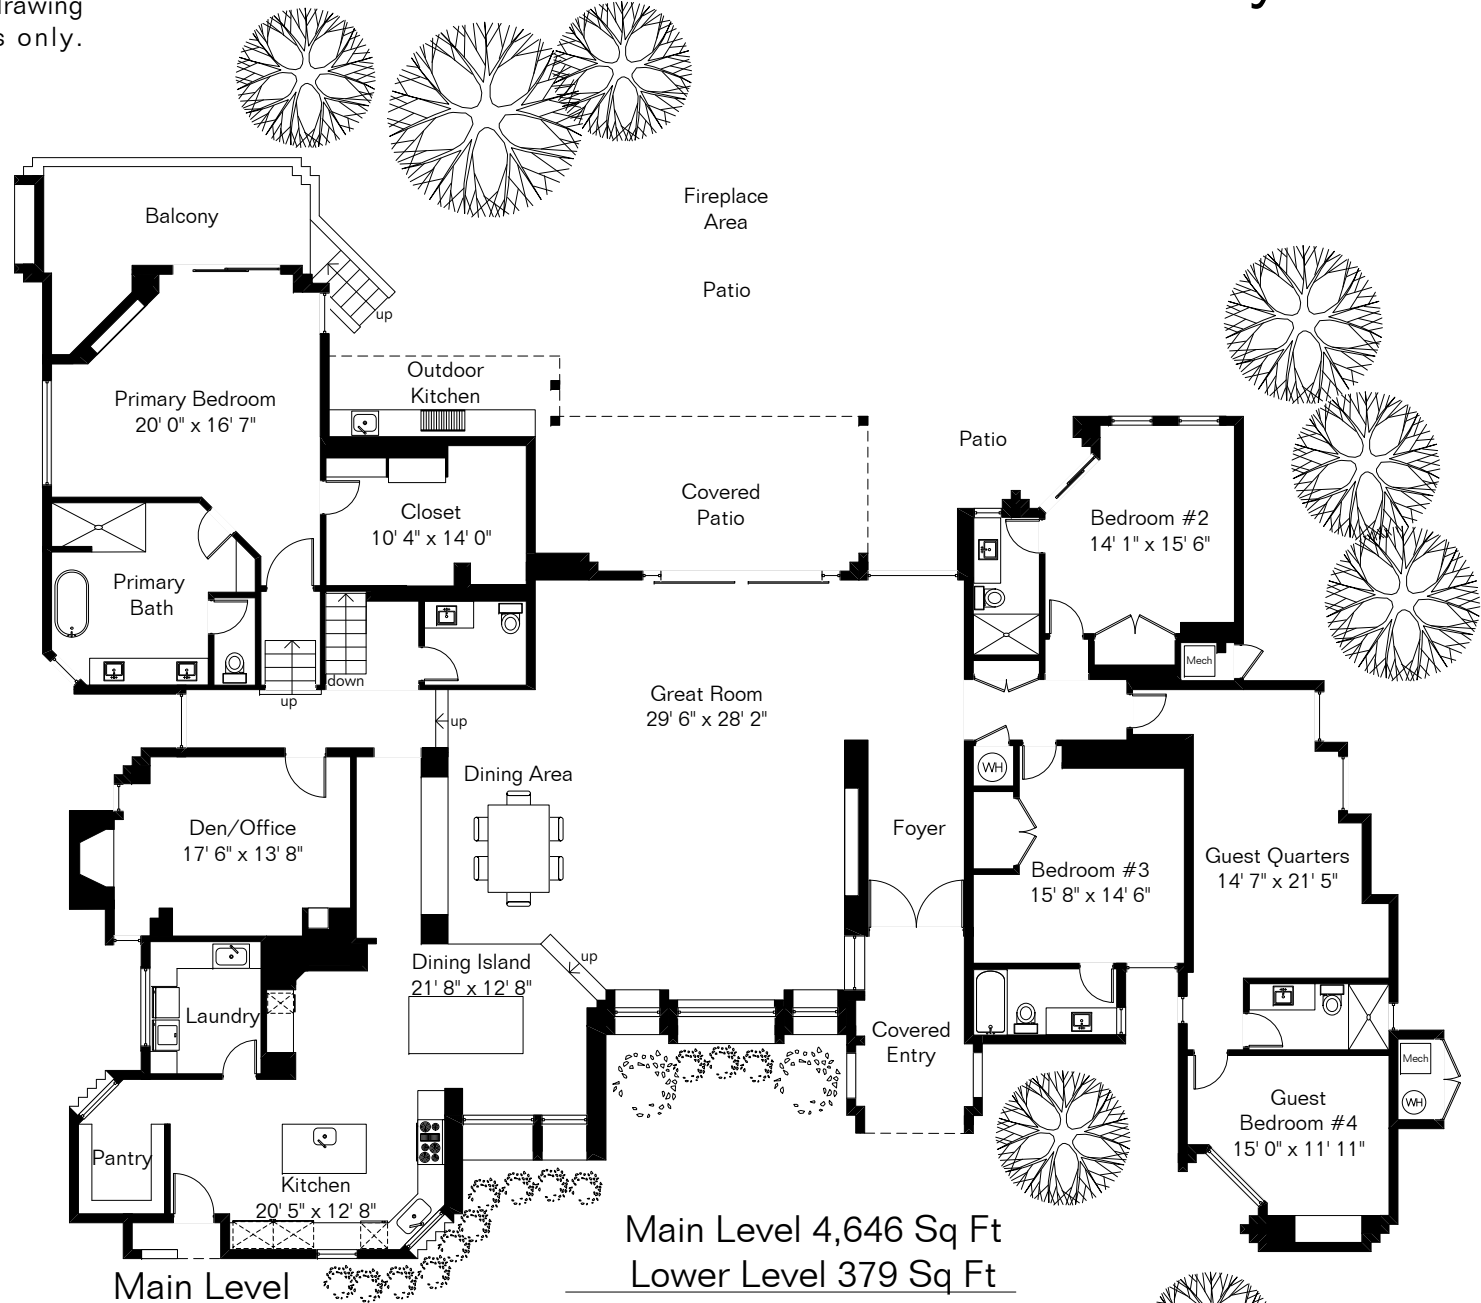 drawing
s only.
Fireplace
Area
Balcony
Patio
up
Outdoor
Kitchen
Primary Bedroom
20' 0" x 16' 7"
Patio
Covered
Patio
Closet
10' 4" x 14' 0"
Bedroom #2
14' 1" x 15' 6"
Primary
Bath
Mech
down
up
up
Great Room
29' 6" x 28' 2"
Dining Area
WH
Den/Office
17' 6" x 13' 8"
Foyer
Bedroom #3
15' 8" x 14' 6"
Guest Quarters
14' 7" x 21' 5"
up
Dining Island
21' 8" x 12' 8"
Laundry
Covered
Entry
Mech
WH
Guest
Bedroom #4
15' 0" x 11' 11"
Pantry
Kitchen
20' 5" x 12' 8"
Main Level 4,646 Sq Ft
Lower Level 379 Sq Ft
Main Level